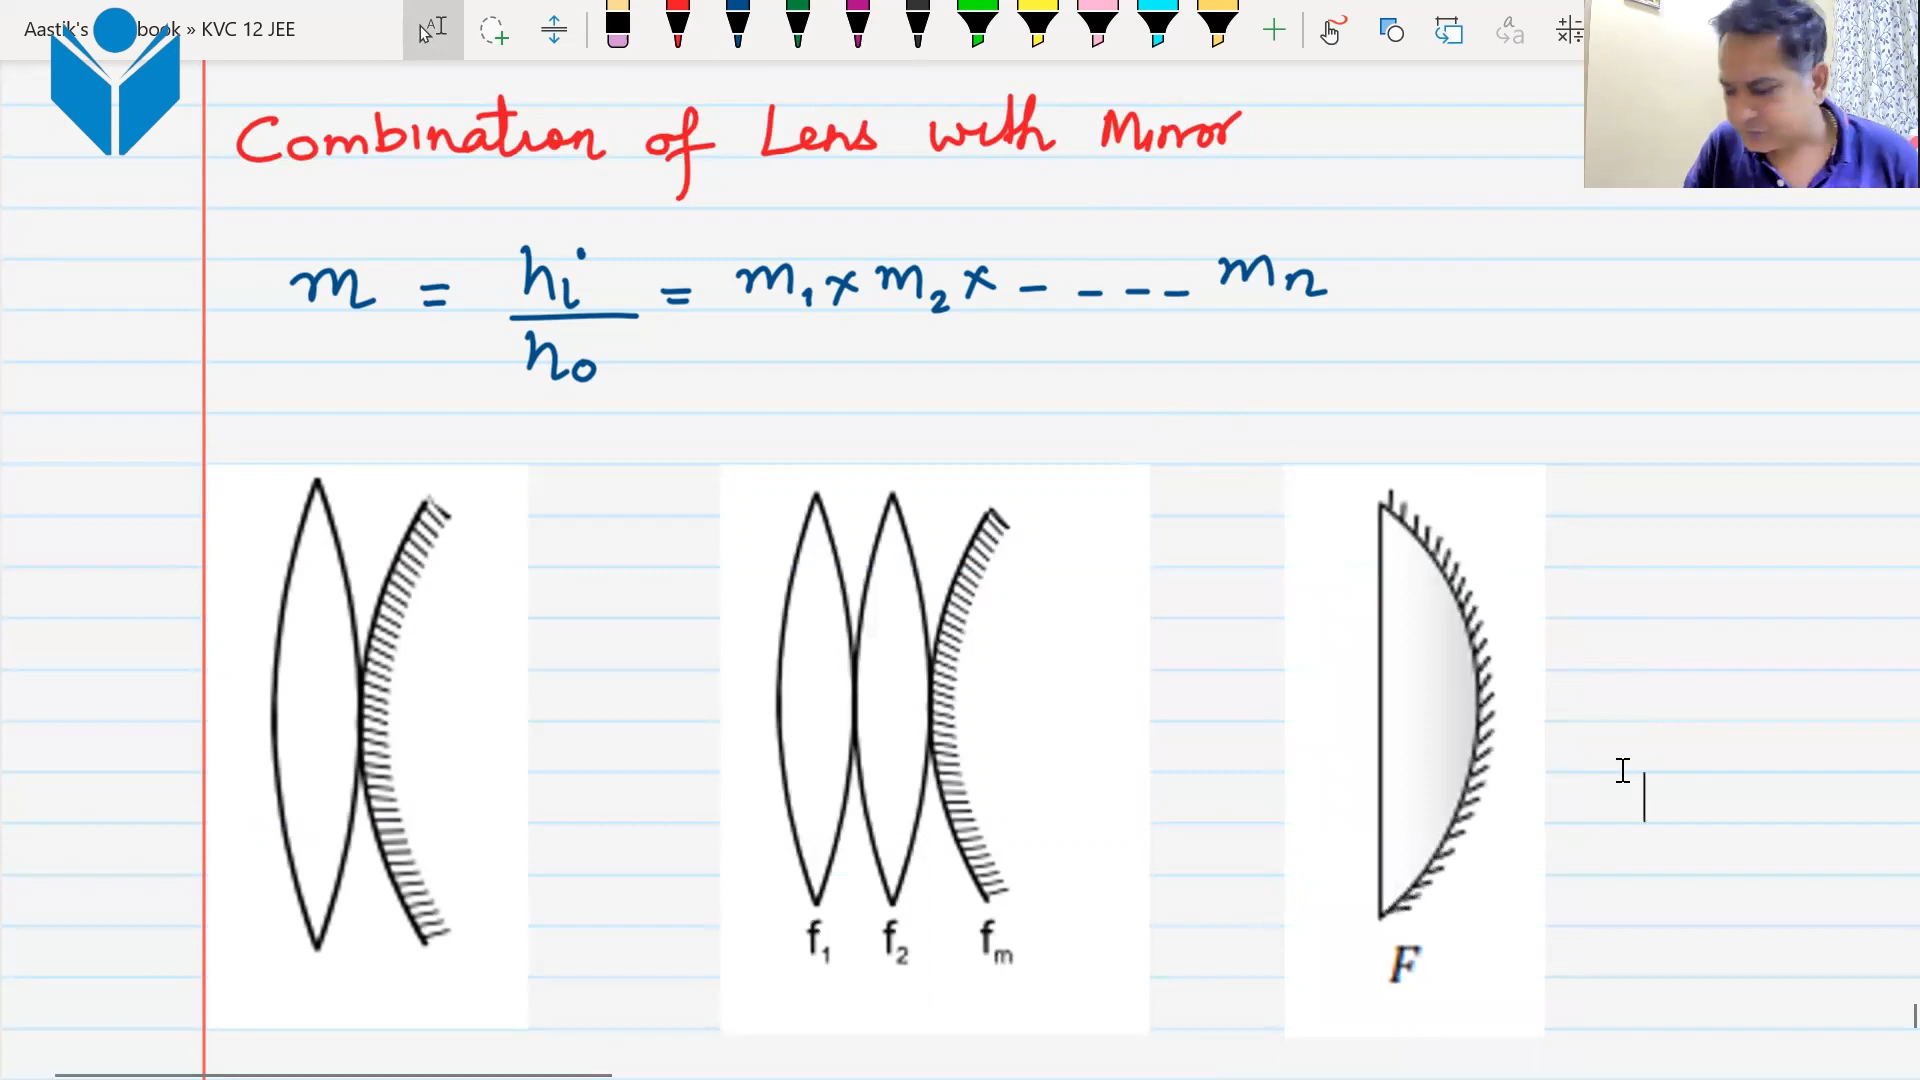 Aastik's book » KVC 12 JEE
Combination of Lens with Mirror
m = hi/ho = m1 x m2 x - - - - mn
f1 f2 fm
F